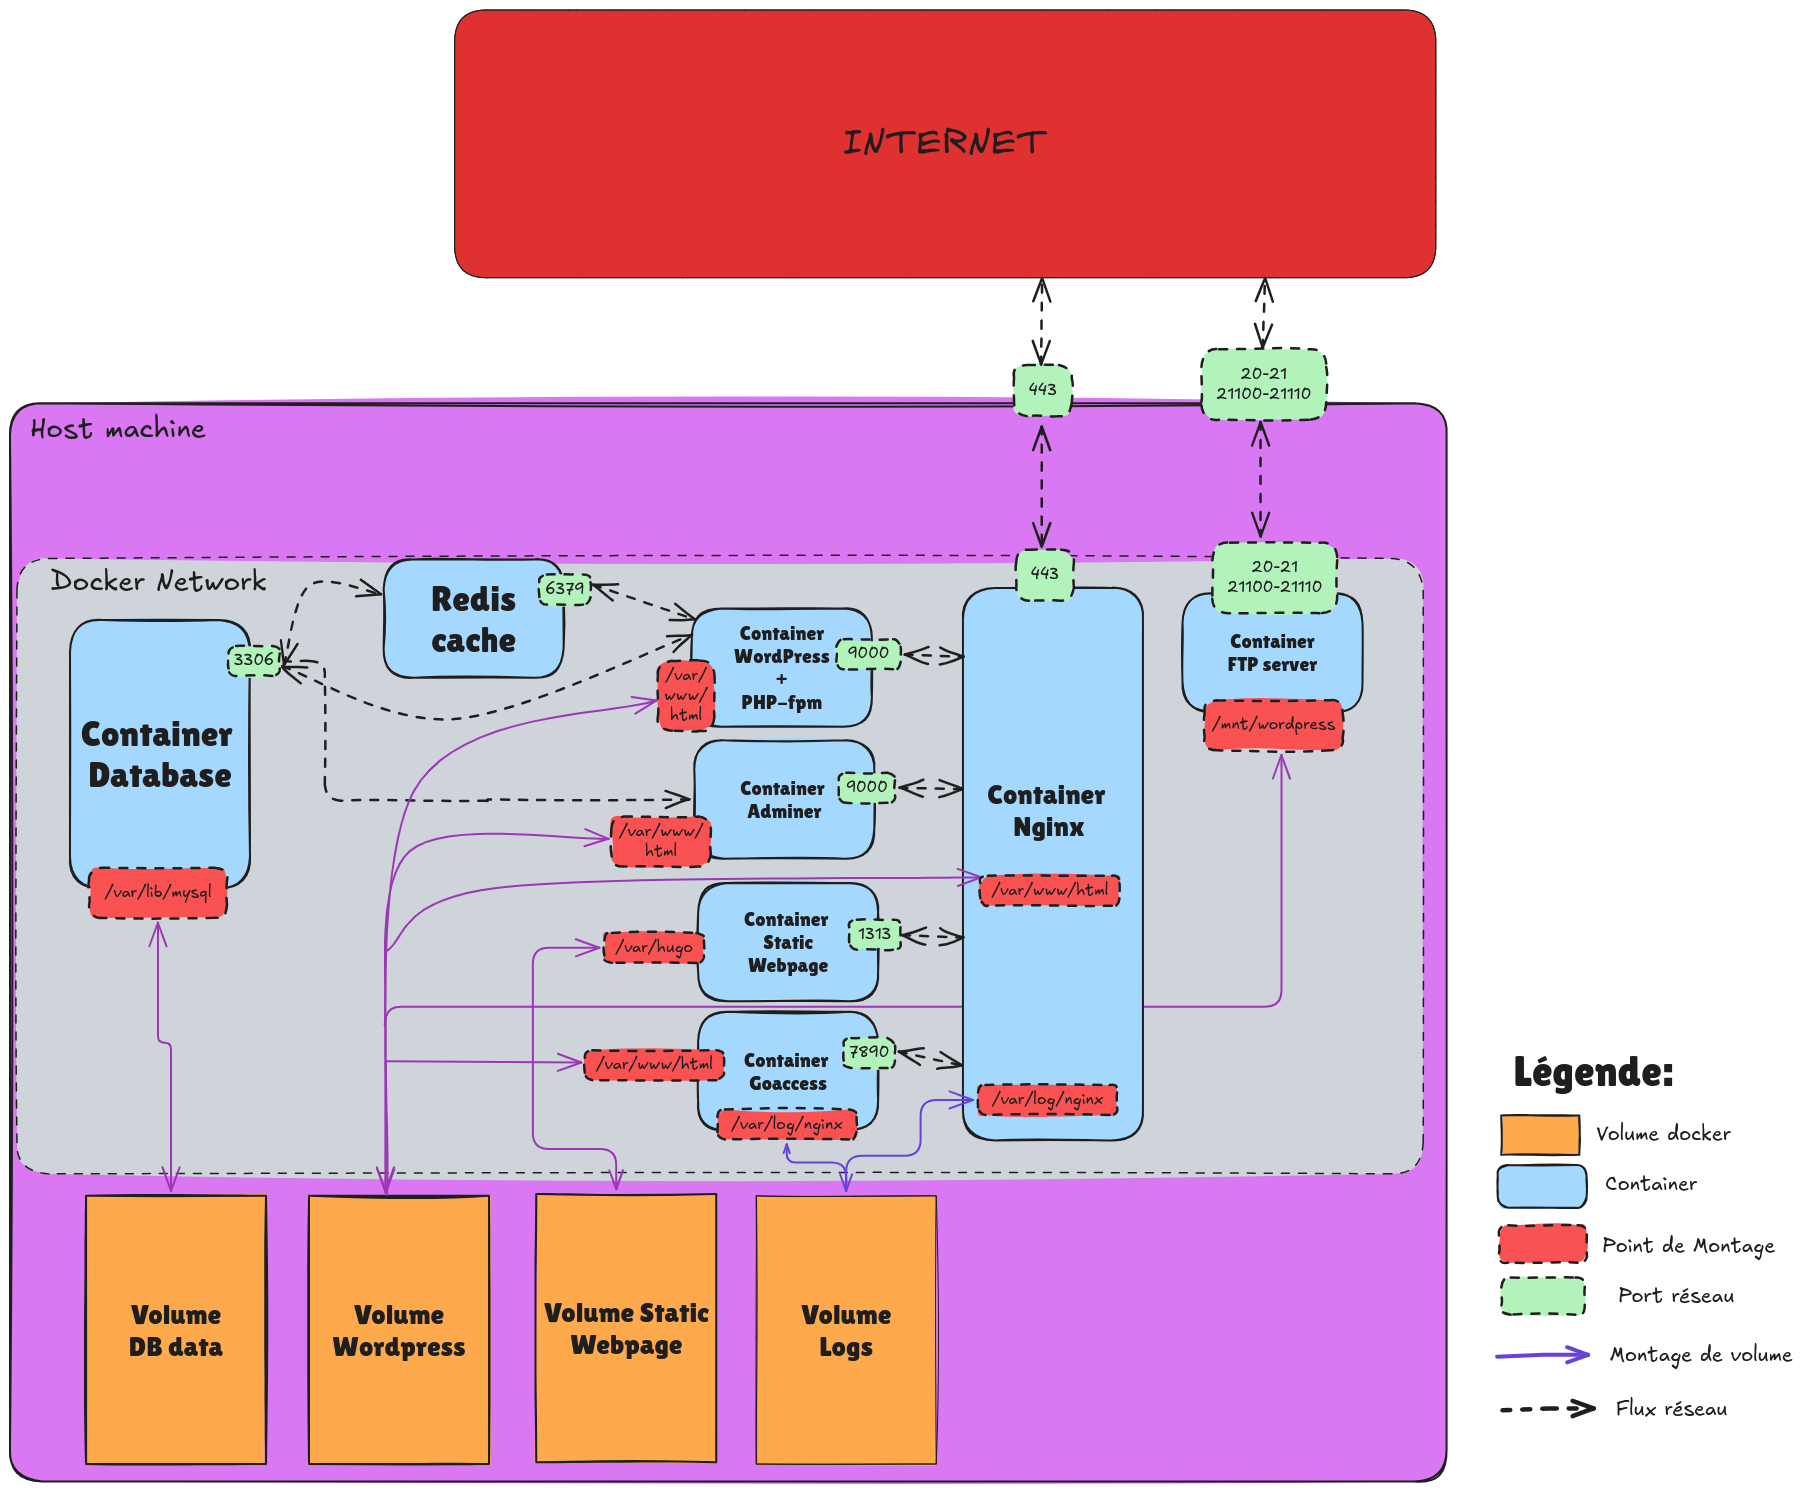 INTERNET
443
20-21
21100-21110
Host machine
443
20-21
21100-21110
Docker Network
Redis
cache
6379
3306
Container
Database
/var/lib/mysql
Container
WordPress
+
PHP-fpm
9000
/var/
www/
html
Container
Adminer
9000
/var/www/
html
Container
Static
Webpage
1313
/var/hugo
Container
Goaccess
7890
/var/www/html
/var/log/nginx
Container
Nginx
/var/www/html
/var/log/nginx
Container
FTP server
/mnt/wordpress
Volume
DB data
Volume
Wordpress
Volume Static
Webpage
Volume
Logs
Légende:
Volume docker
Container
Point de Montage
Port réseau
Montage de volume
Flux réseau